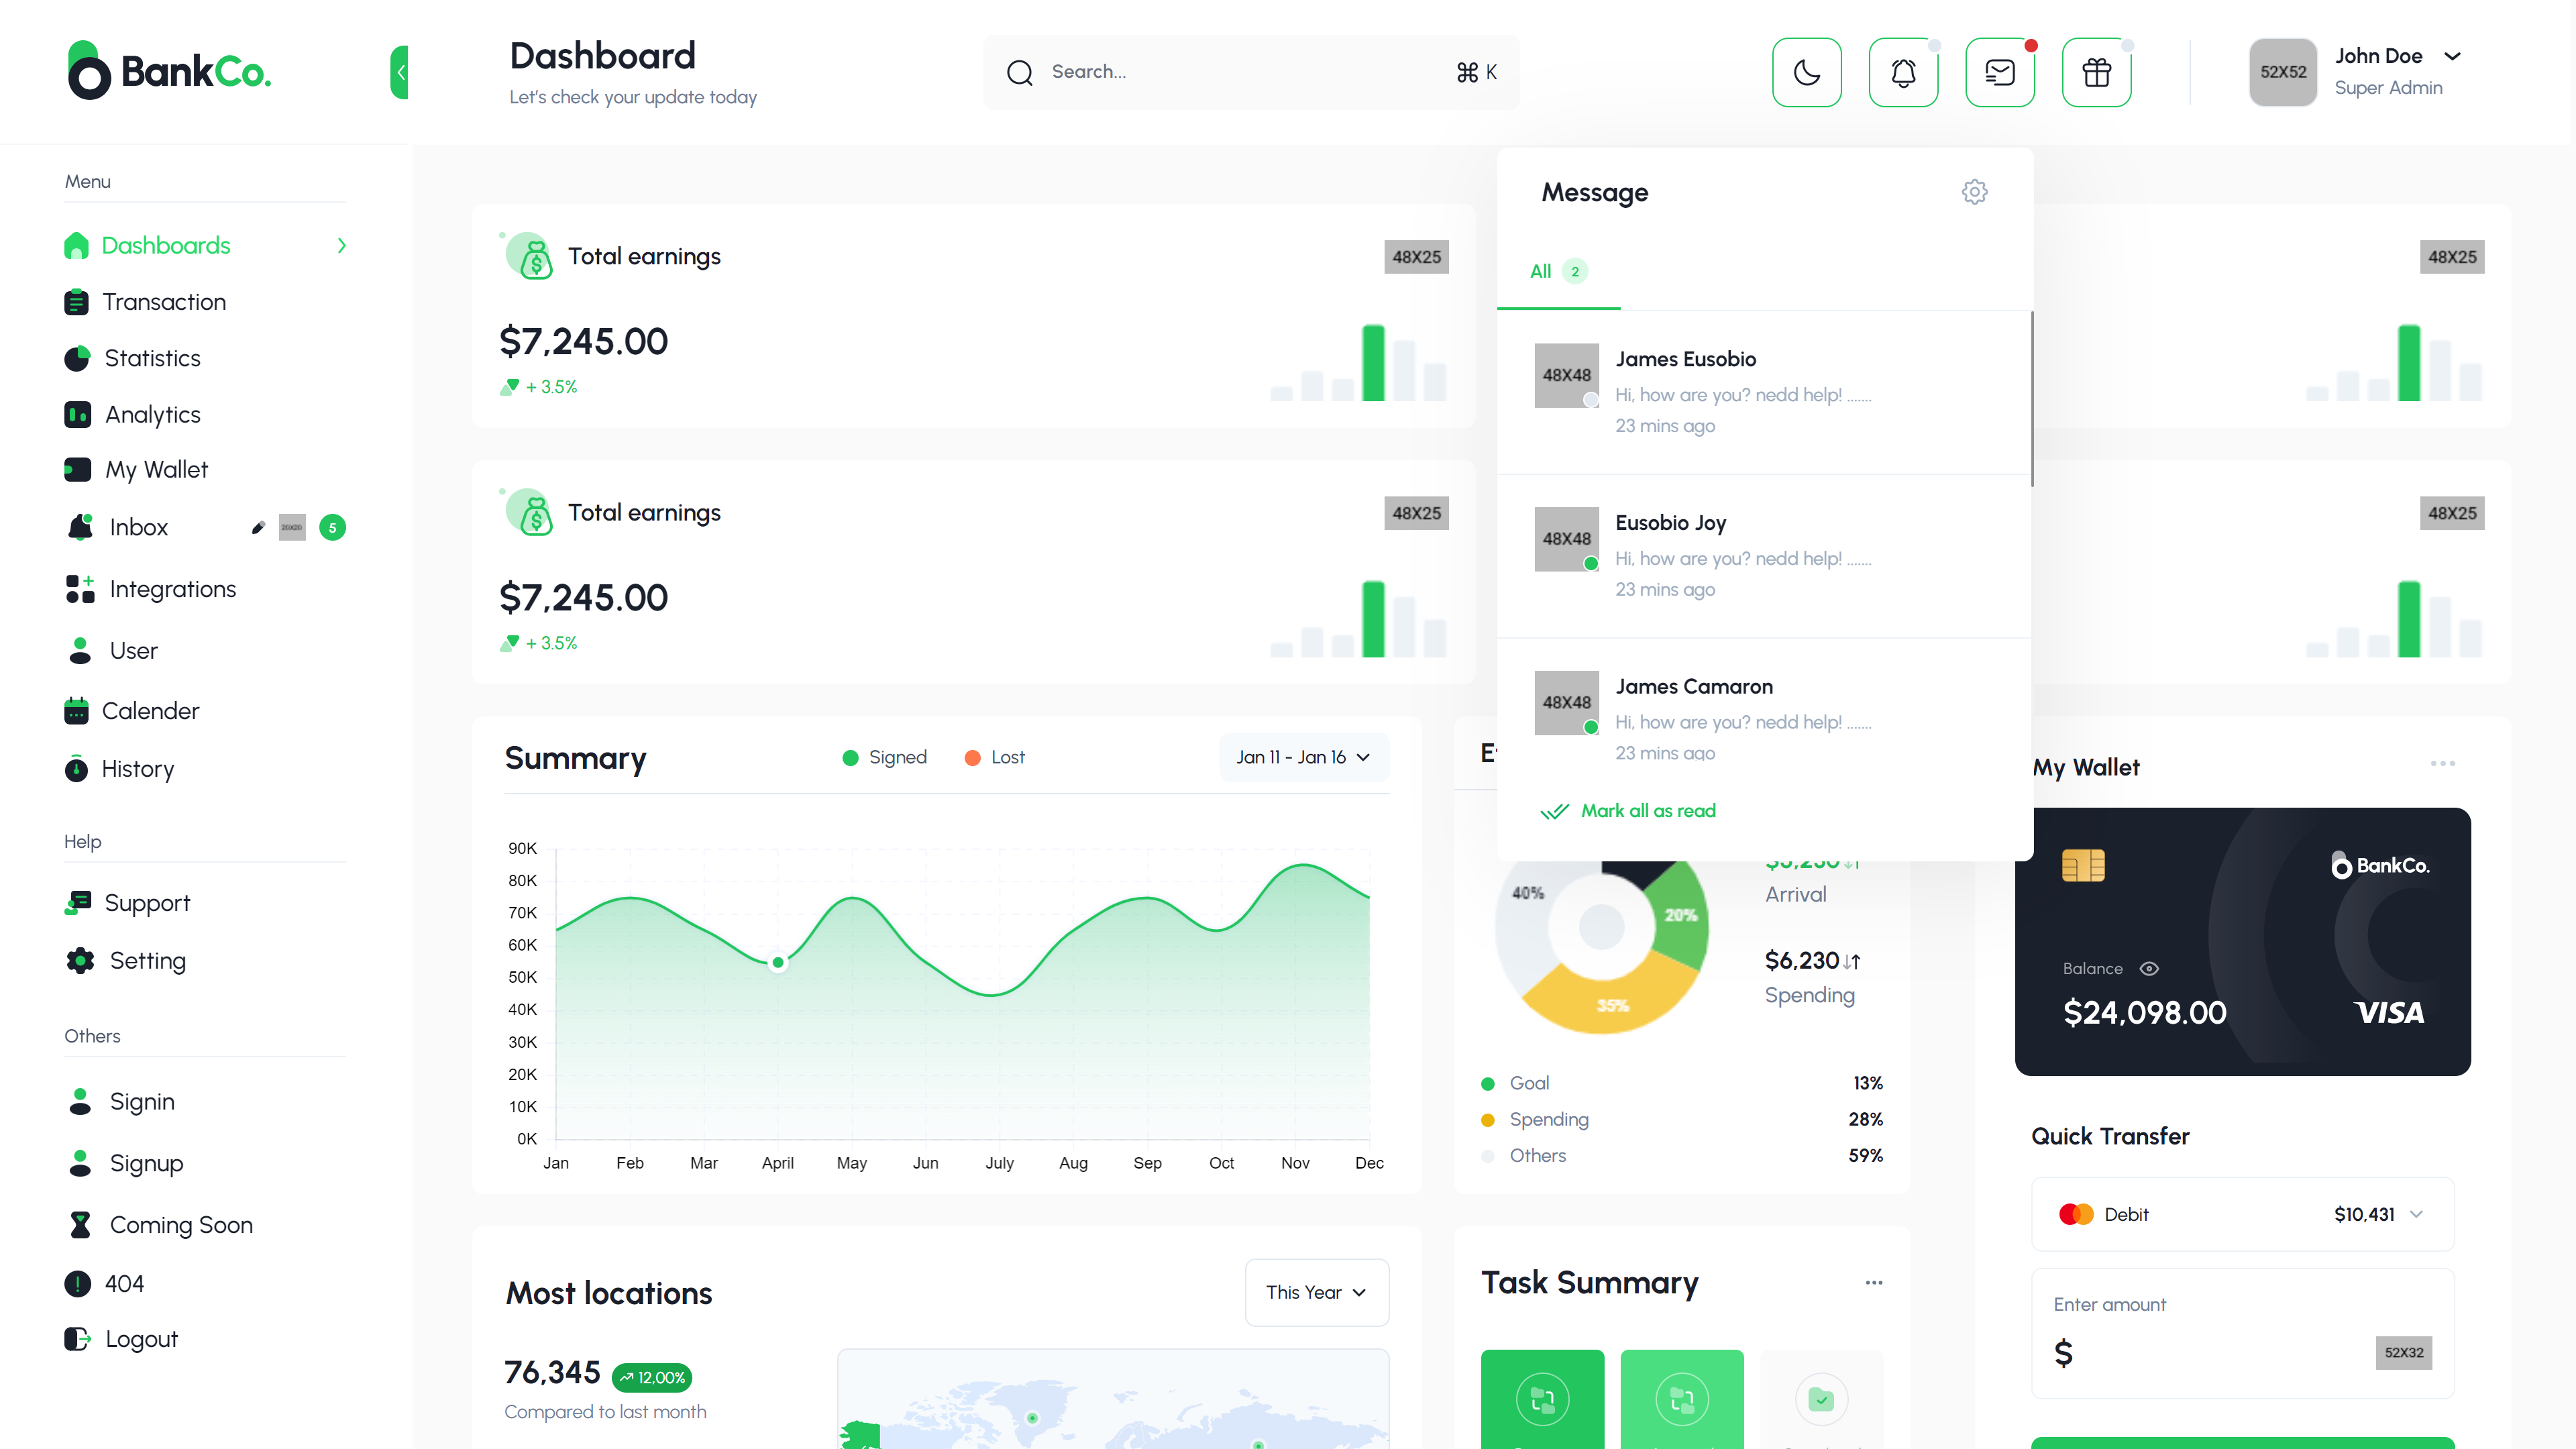 BankCo.
Dashboard
Let's check your update today
Search...
⌘ K
52X52
John Doe
Super Admin
Menu
Dashboards
Transaction
Statistics
Analytics
My Wallet
Inbox
20X20
5
Integrations
User
Calender
History
Help
Support
Setting
Others
Signin
Signup
Coming Soon
404
Logout
Total earnings
48X25
$7,245.00
+ 3.5%
48X25
Total earnings
48X25
$7,245.00
+ 3.5%
48X25
Message
All 2
48X48
James Eusobio
Hi, how are you? nedd help! .......
23 mins ago
48X48
Eusobio Joy
Hi, how are you? nedd help! .......
23 mins ago
48X48
James Camaron
Hi, how are you? nedd help! .......
23 mins ago
Mark all as read
Summary
Signed
Lost
Jan 11 - Jan 16
90K
80K
70K
60K
50K
40K
30K
20K
10K
0K
Jan Feb Mar April May Jun July Aug Sep Oct Nov Dec
40%
20%
35%
Arrival
$6,230
Spending
Goal 13%
Spending 28%
Others 59%
My Wallet
BankCo.
Balance
$24,098.00
VISA
Quick Transfer
Debit $10,431
Enter amount
$
52X32
Most locations
This Year
76,345
12,00%
Compared to last month
Task Summary